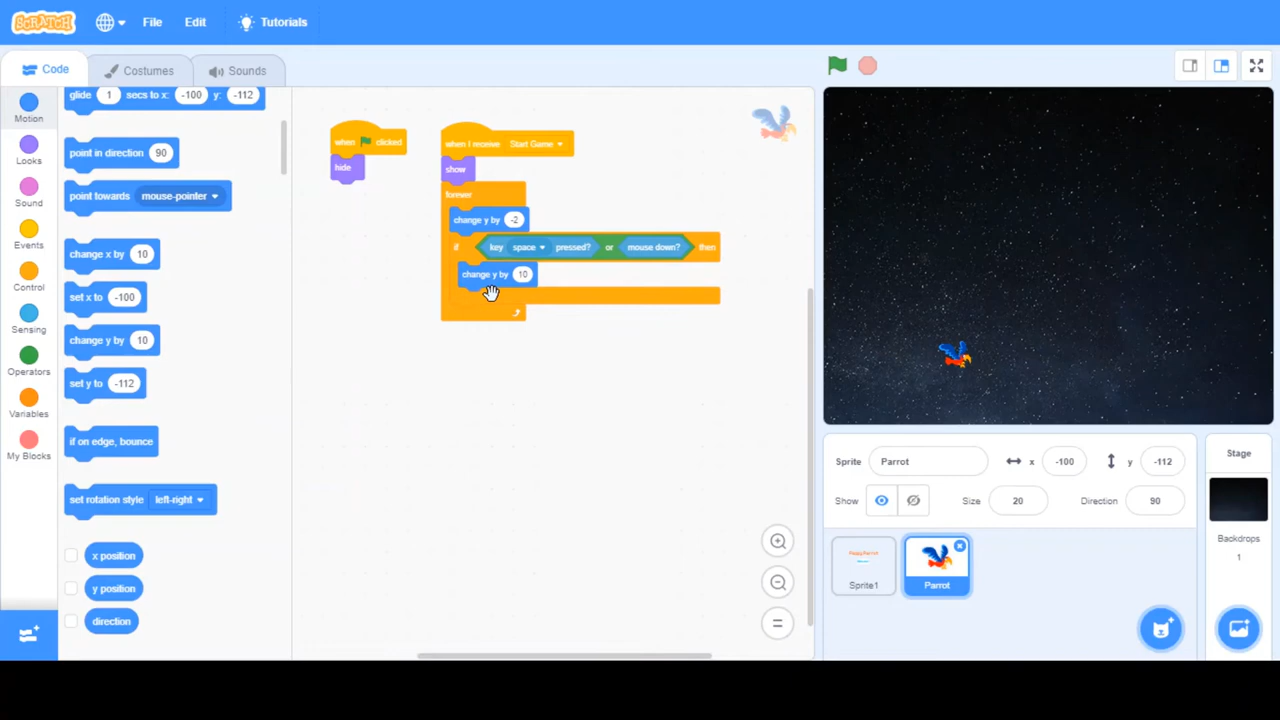 SCRATCH File Edit Tutorials
Code Costumes Sounds
Motion
Looks
Sound
Events
Control
Sensing
Operators
Variables
My Blocks
glide 1 secs to x: -100 y: -112
point in direction 90
point towards mouse-pointer
change x by 10
set x to -100
change y by 10
set y to -112
if on edge, bounce
set rotation style left-right
x position
y position
direction
when clicked
hide
when I receive Start Game
show
forever
change y by -2
if key space pressed? or mouse down? then
change y by 10
Sprite Parrot x -100 y -112
Show Size 20 Direction 90
Sprite1
Parrot
Stage
Backdrops
1